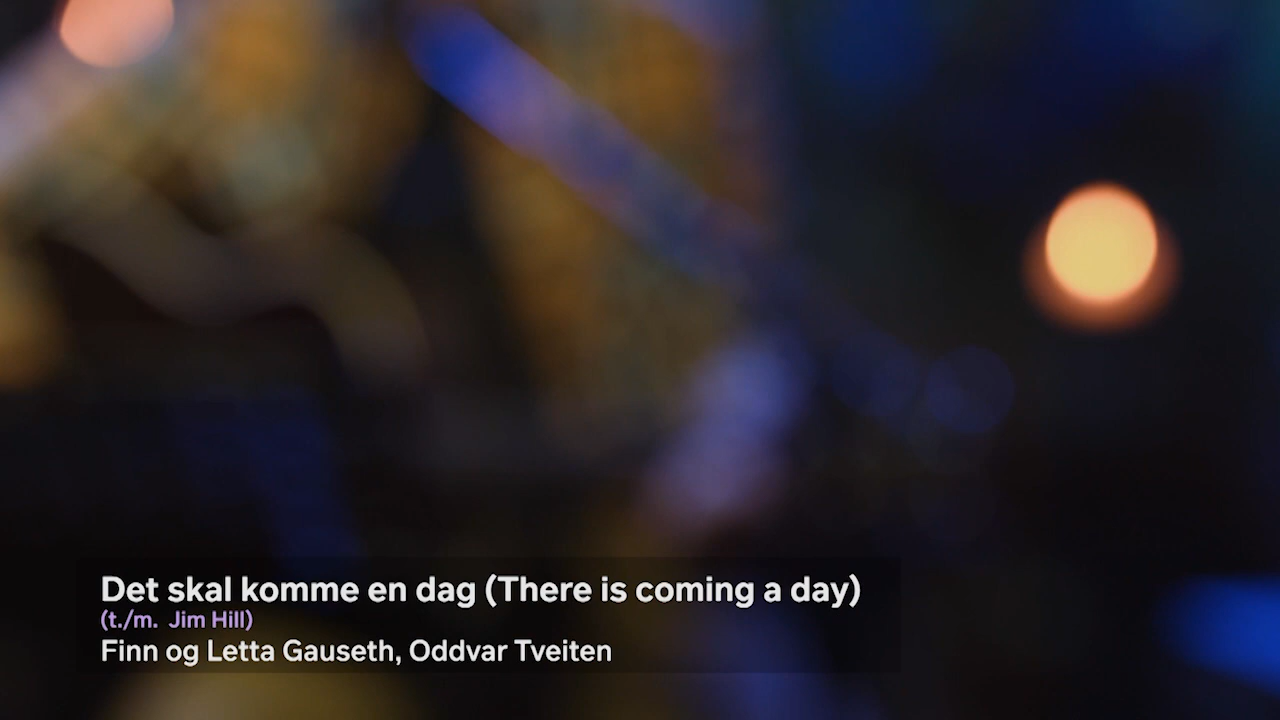 Det skal komme en dag (There is coming a day)
(t./m.  Jim Hill)
Finn og Letta Gauseth, Oddvar Tveiten